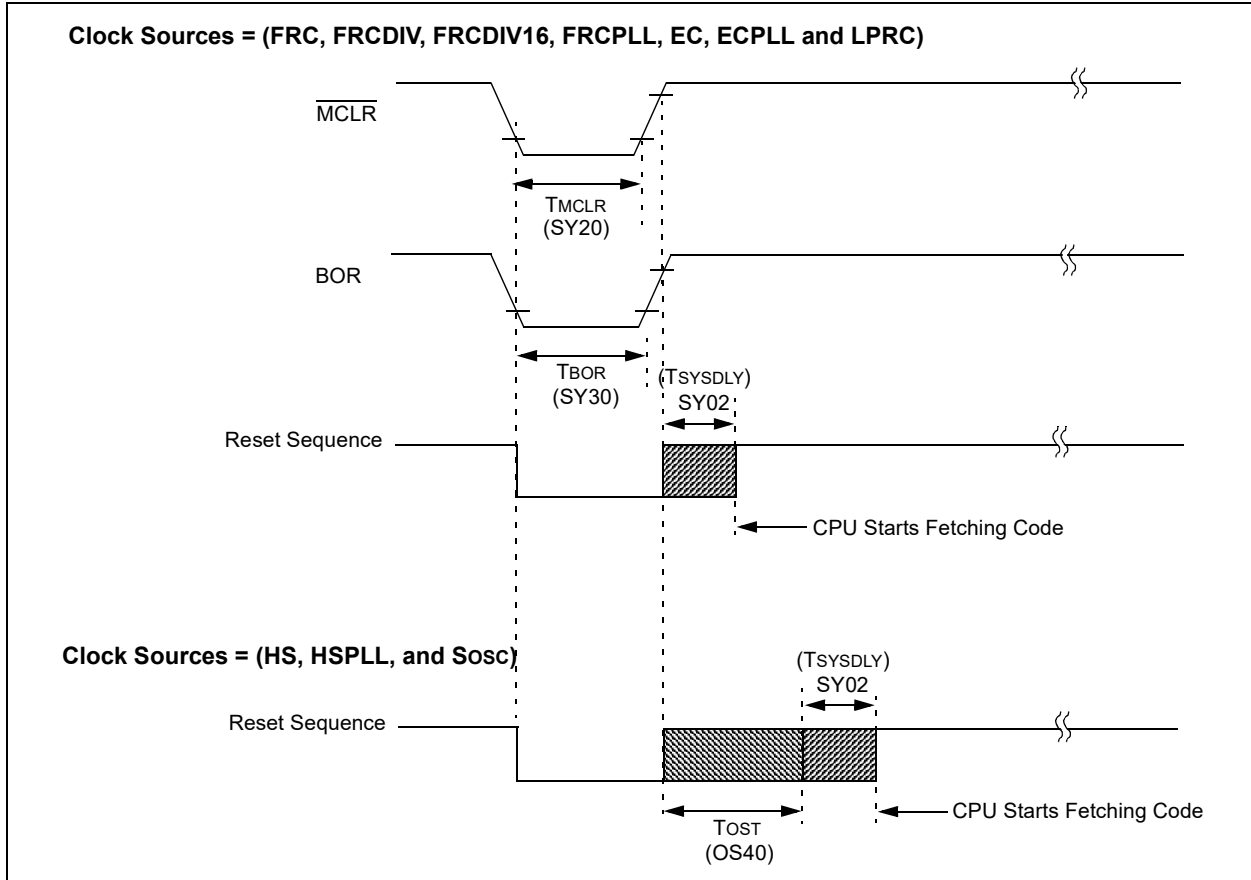 Clock Sources = (FRC, FRCDIV, FRCDIV16, FRCPLL, EC, ECPLL and LPRC)
MCLR
TMCLR
(SY20)
BOR
TBOR
(SY30)
(TSYSDLY)
SY02
Reset Sequence
CPU Starts Fetching Code
Clock Sources = (HS, HSPLL, and SOSC)
(TSYSDLY)
SY02
Reset Sequence
CPU Starts Fetching Code
TOST
(OS40)